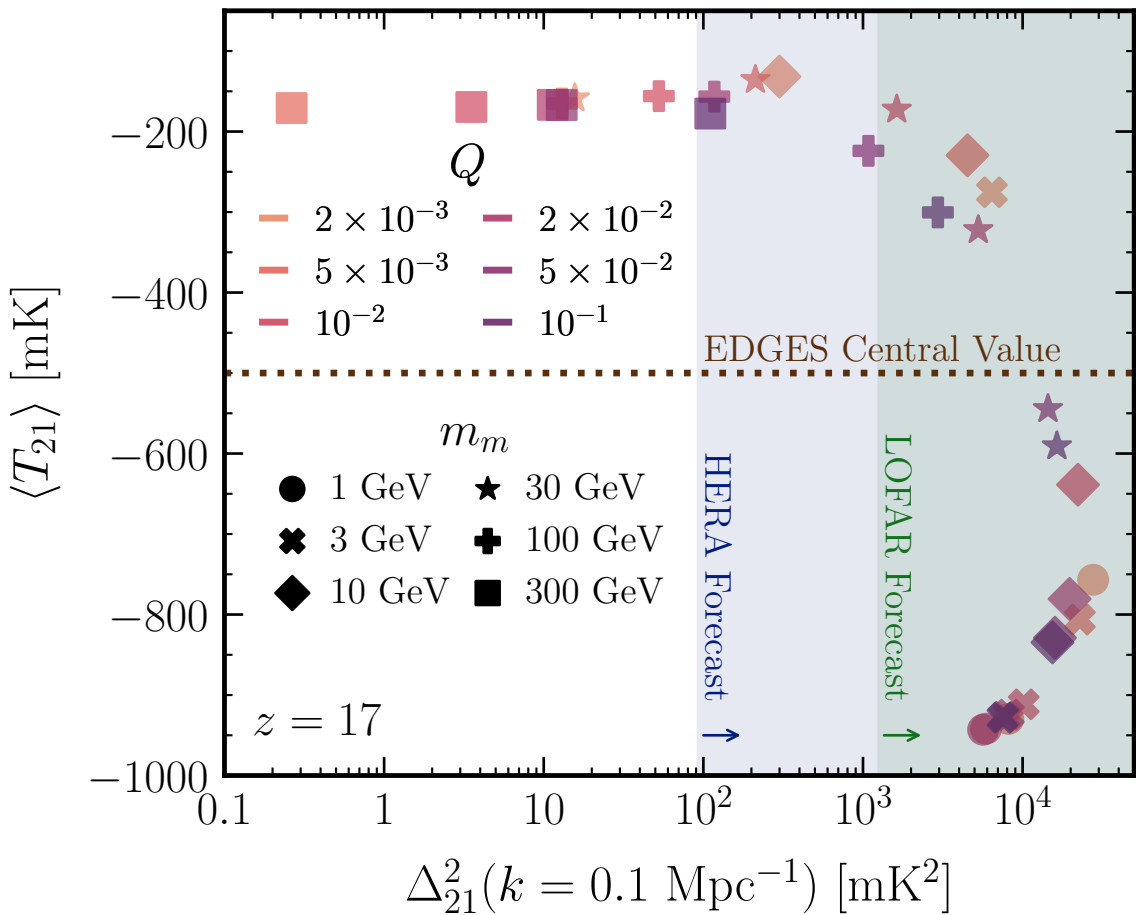 −200
−400
−600
−800
−1000
⟨T₂₁⟩ [mK]
Q
2 × 10⁻³
2 × 10⁻²
5 × 10⁻³
5 × 10⁻²
10⁻²
10⁻¹
EDGES Central Value
m_m
1 GeV
30 GeV
3 GeV
100 GeV
10 GeV
300 GeV
HERA Forecast
LOFAR Forecast
z = 17
0.1
1
10
10²
10³
10⁴
Δ²₂₁(k = 0.1 Mpc⁻¹) [mK²]